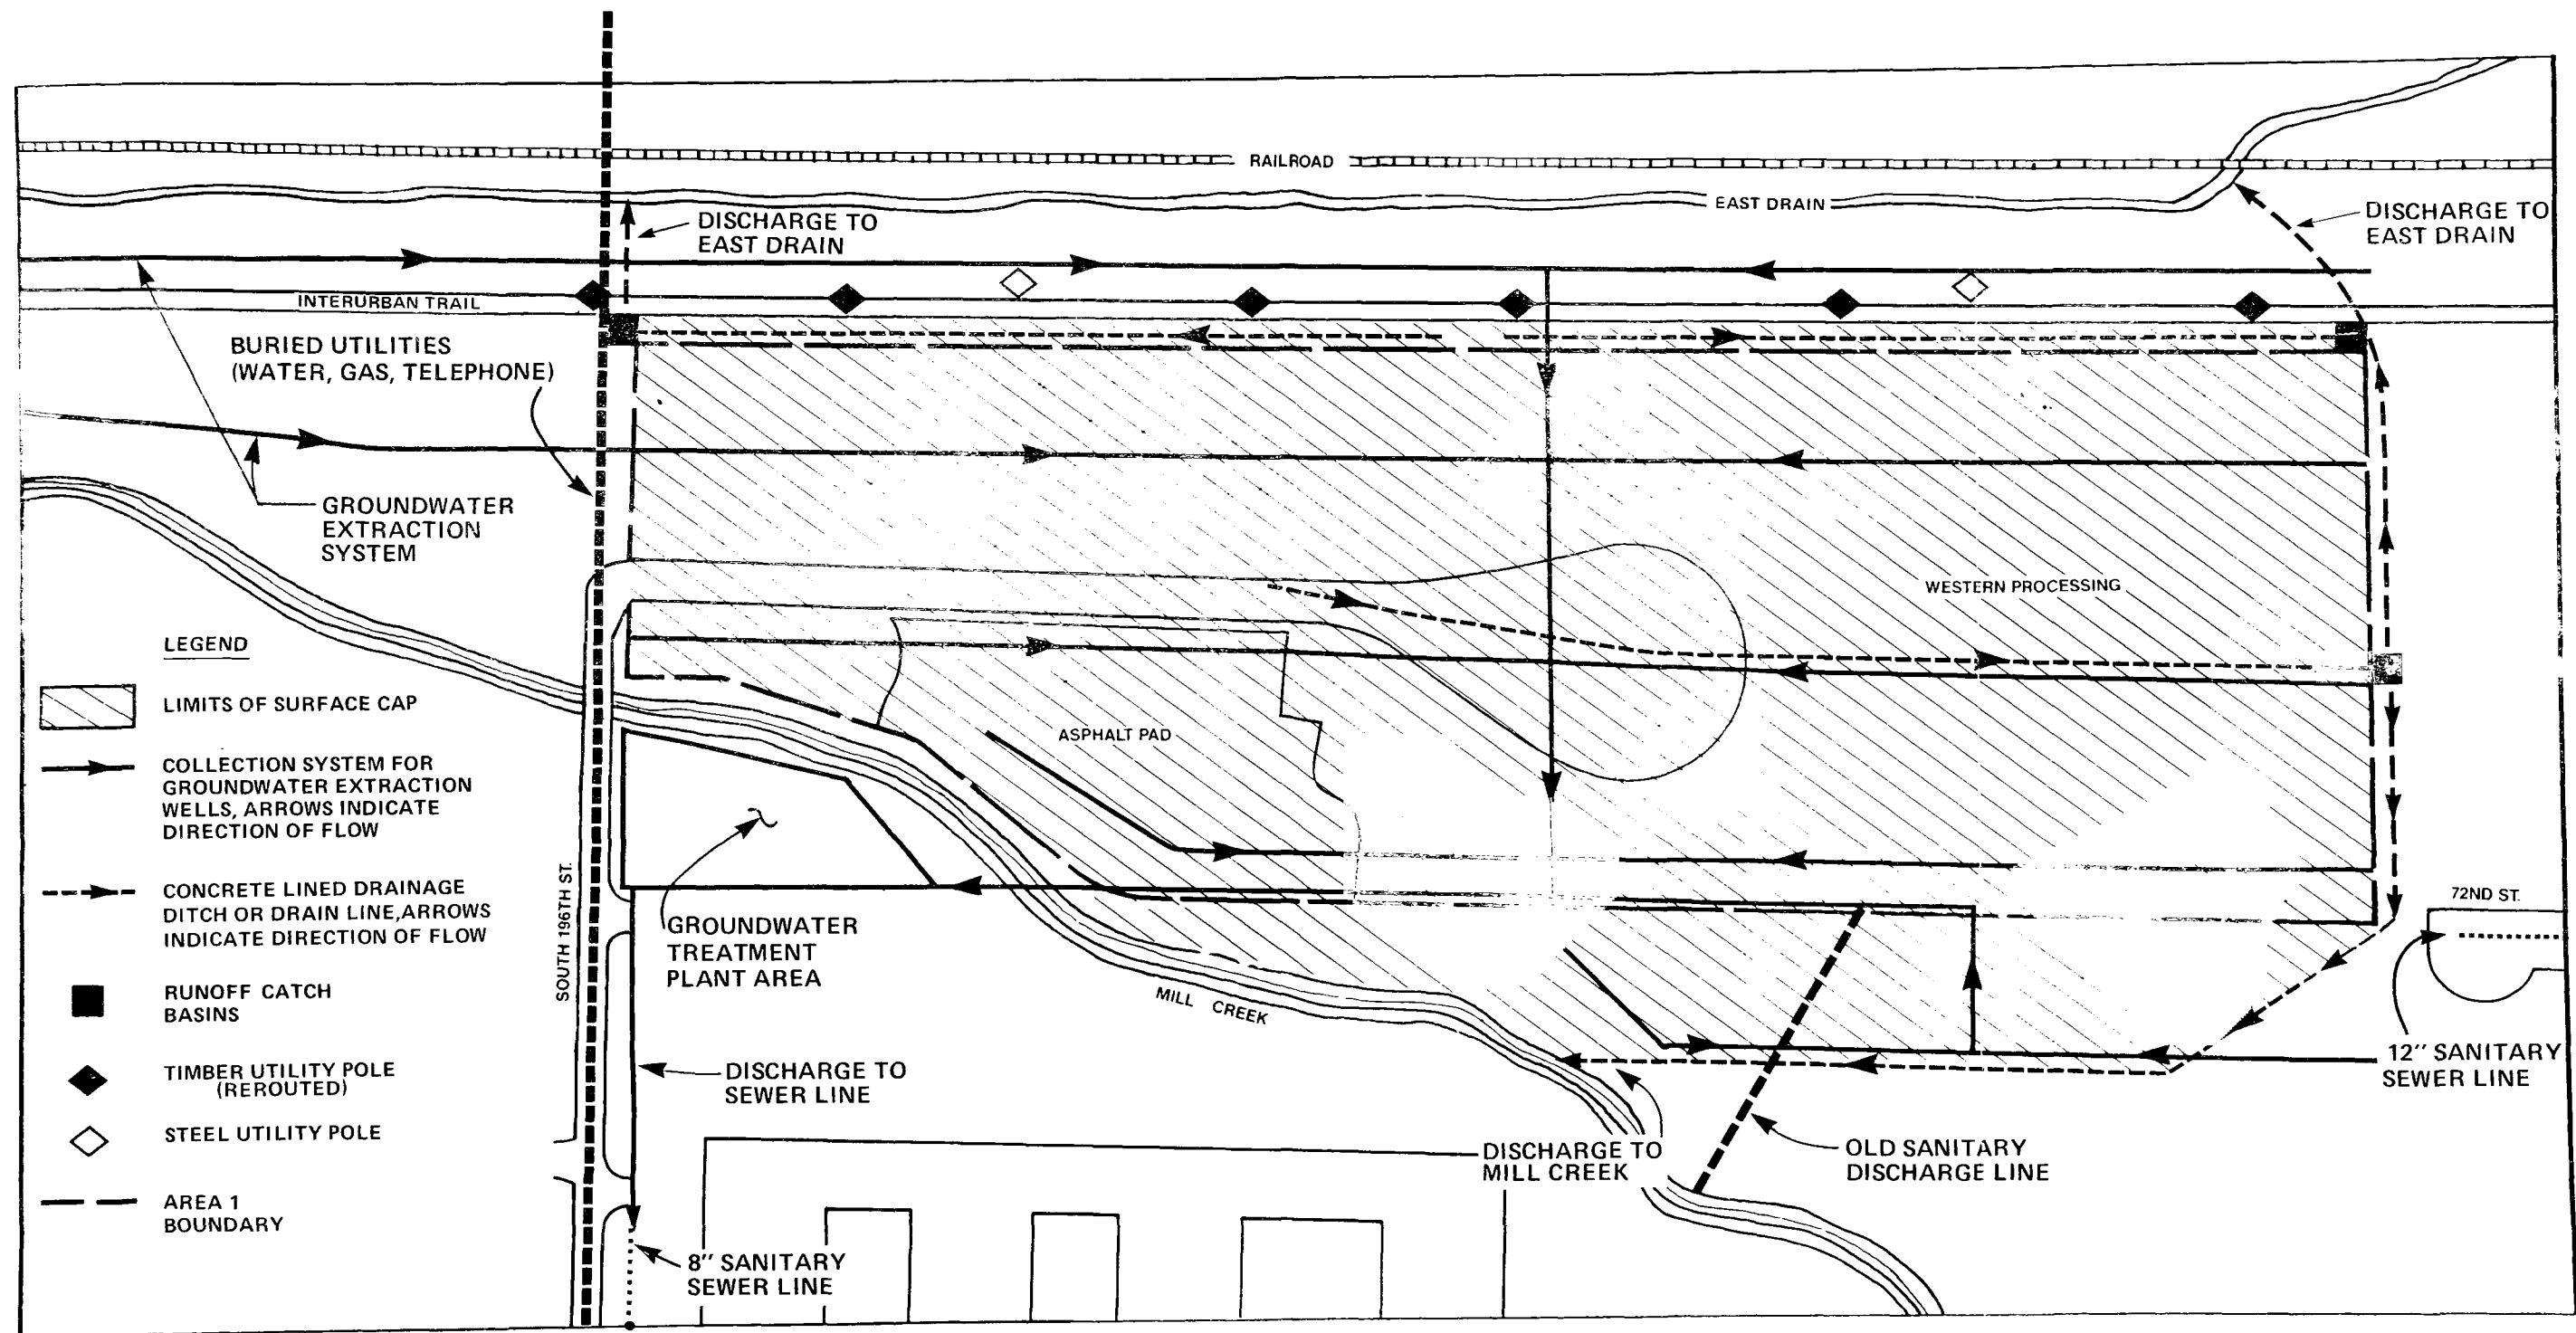 RAILROAD
EAST DRAIN
DISCHARGE TO
EAST DRAIN
DISCHARGE TO
EAST DRAIN
INTERURBAN TRAIL
BURIED UTILITIES
(WATER, GAS, TELEPHONE)
GROUNDWATER
EXTRACTION
SYSTEM
WESTERN PROCESSING
ASPHALT PAD
LEGEND
LIMITS OF SURFACE CAP
COLLECTION SYSTEM FOR
GROUNDWATER EXTRACTION
WELLS, ARROWS INDICATE
DIRECTION OF FLOW
CONCRETE LINED DRAINAGE
DITCH OR DRAIN LINE, ARROWS
INDICATE DIRECTION OF FLOW
RUNOFF CATCH
BASINS
TIMBER UTILITY POLE
(REROUTED)
STEEL UTILITY POLE
AREA 1
BOUNDARY
SOUTH 196TH ST.
GROUNDWATER
TREATMENT
PLANT AREA
MILL CREEK
72ND ST.
DISCHARGE TO
SEWER LINE
8" SANITARY
SEWER LINE
DISCHARGE TO
MILL CREEK
OLD SANITARY
DISCHARGE LINE
12" SANITARY
SEWER LINE